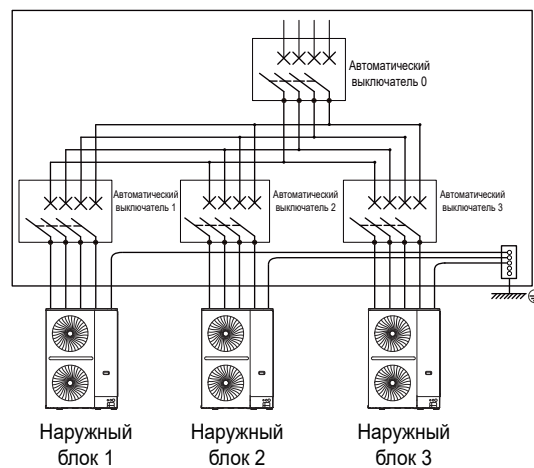 Автоматический
выключатель 0
Автоматический
выключатель 1
Автоматический
выключатель 2
Автоматический
выключатель 3
Наружный
блок 1
Наружный
блок 2
Наружный
блок 3